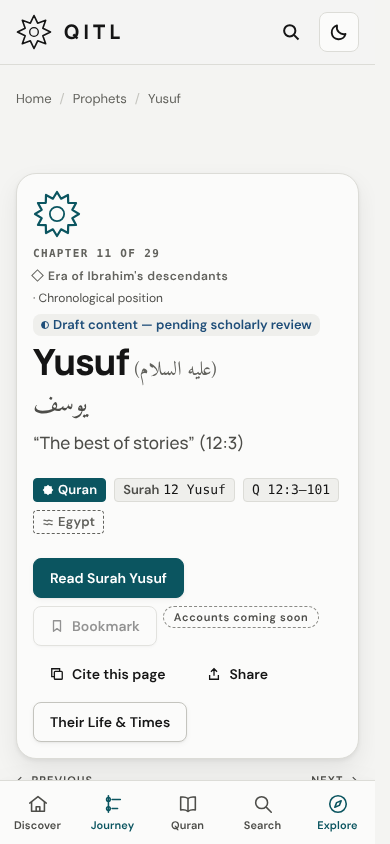 QITL
Home / Prophets / Yusuf
CHAPTER 11 OF 29
Era of Ibrahim's descendants
· Chronological position
Draft content — pending scholarly review
Yusuf (عليه السلام)
يوسف
“The best of stories” (12:3)
Quran Surah 12 Yusuf Q 12:3–101
Egypt
Read Surah Yusuf
Bookmark Accounts coming soon
Cite this page Share
Their Life & Times
PREVIOUS NEXT
Discover Journey Quran Search Explore